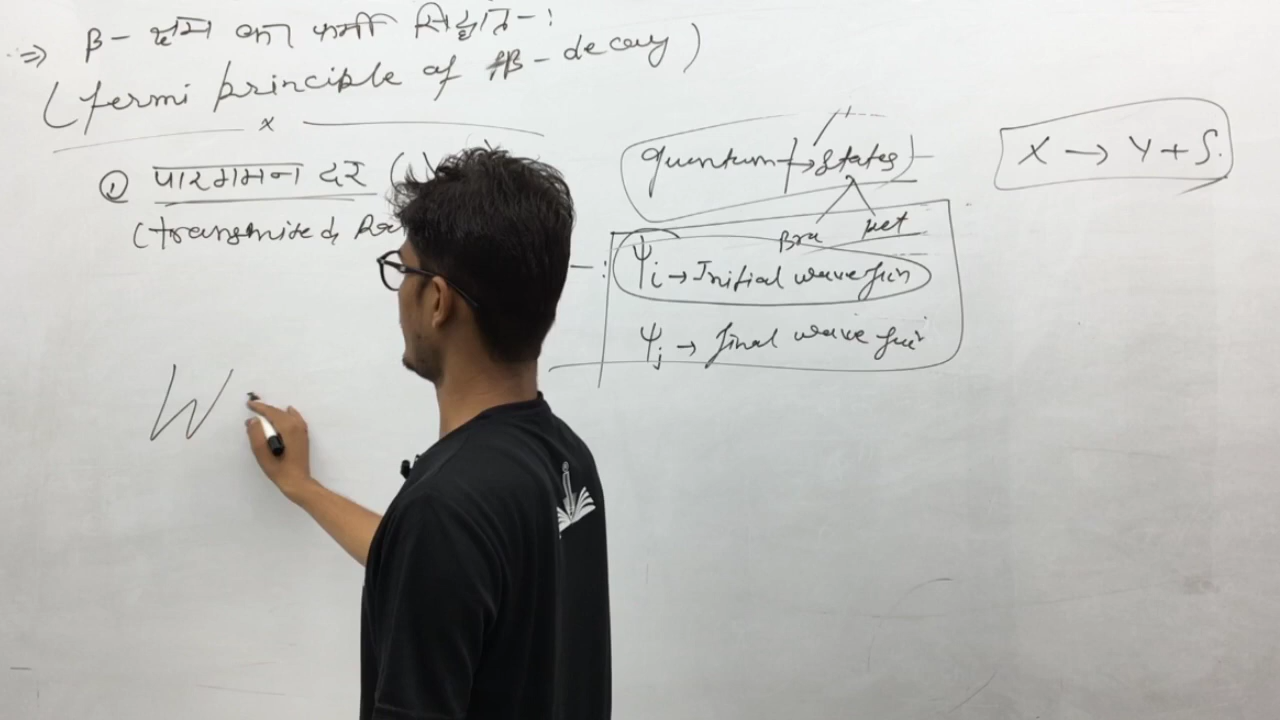 ⇒ β- क्षय का फर्मी सिद्धांत-:
(fermi principle of β-decay)
x
① पारगमन दर (
(transmited Ra
W
quantum → states)
Bra ket
-: ψi → Initial wave fun
ψj → final wave fun
X → Y + S.